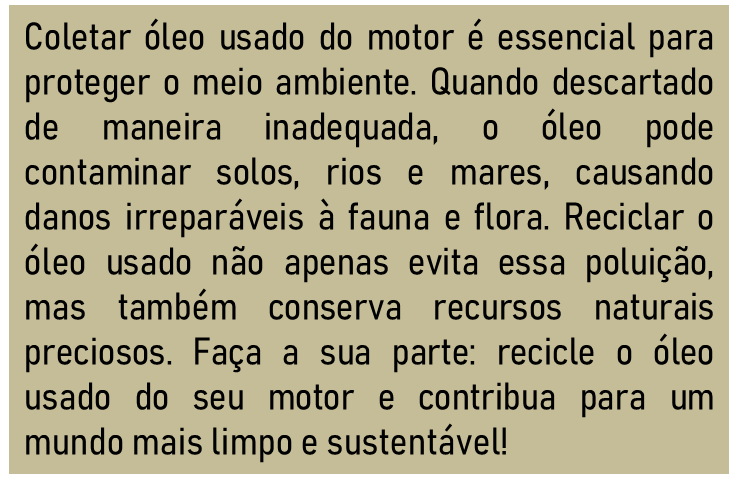 Coletar óleo usado do motor é essencial para
proteger o meio ambiente. Quando descartado
de maneira inadequada, o óleo pode
contaminar solos, rios e mares, causando
danos irreparáveis à fauna e flora. Reciclar o
óleo usado não apenas evita essa poluição,
mas também conserva recursos naturais
preciosos. Faça a sua parte: recicle o óleo
usado do seu motor e contribua para um
mundo mais limpo e sustentável!